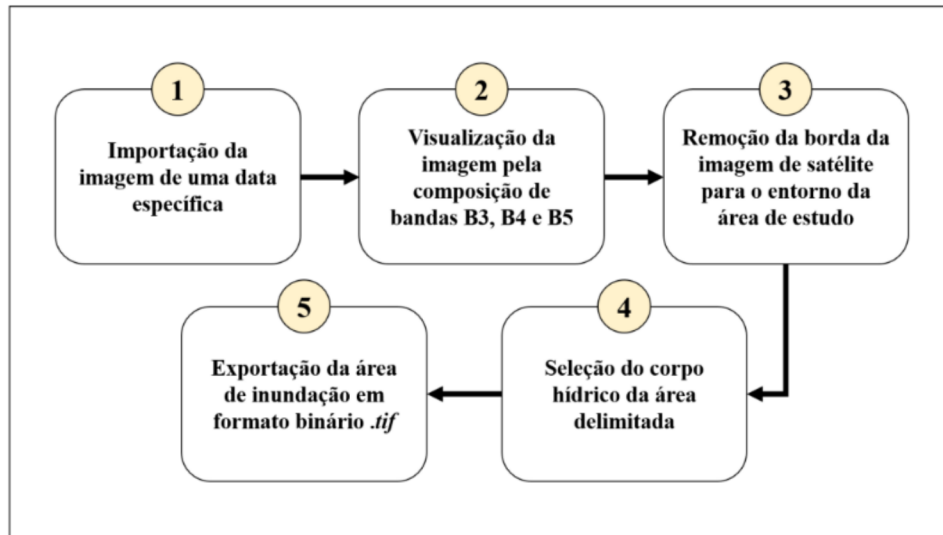 1
Importação da
imagem de uma data
específica
2
Visualização da
imagem pela
composição de
bandas B3, B4 e B5
3
Remoção da borda da
imagem de satélite
para o entorno da
área de estudo
4
Seleção do corpo
hídrico da área
delimitada
5
Exportação da área
de inundação em
formato binário .tif